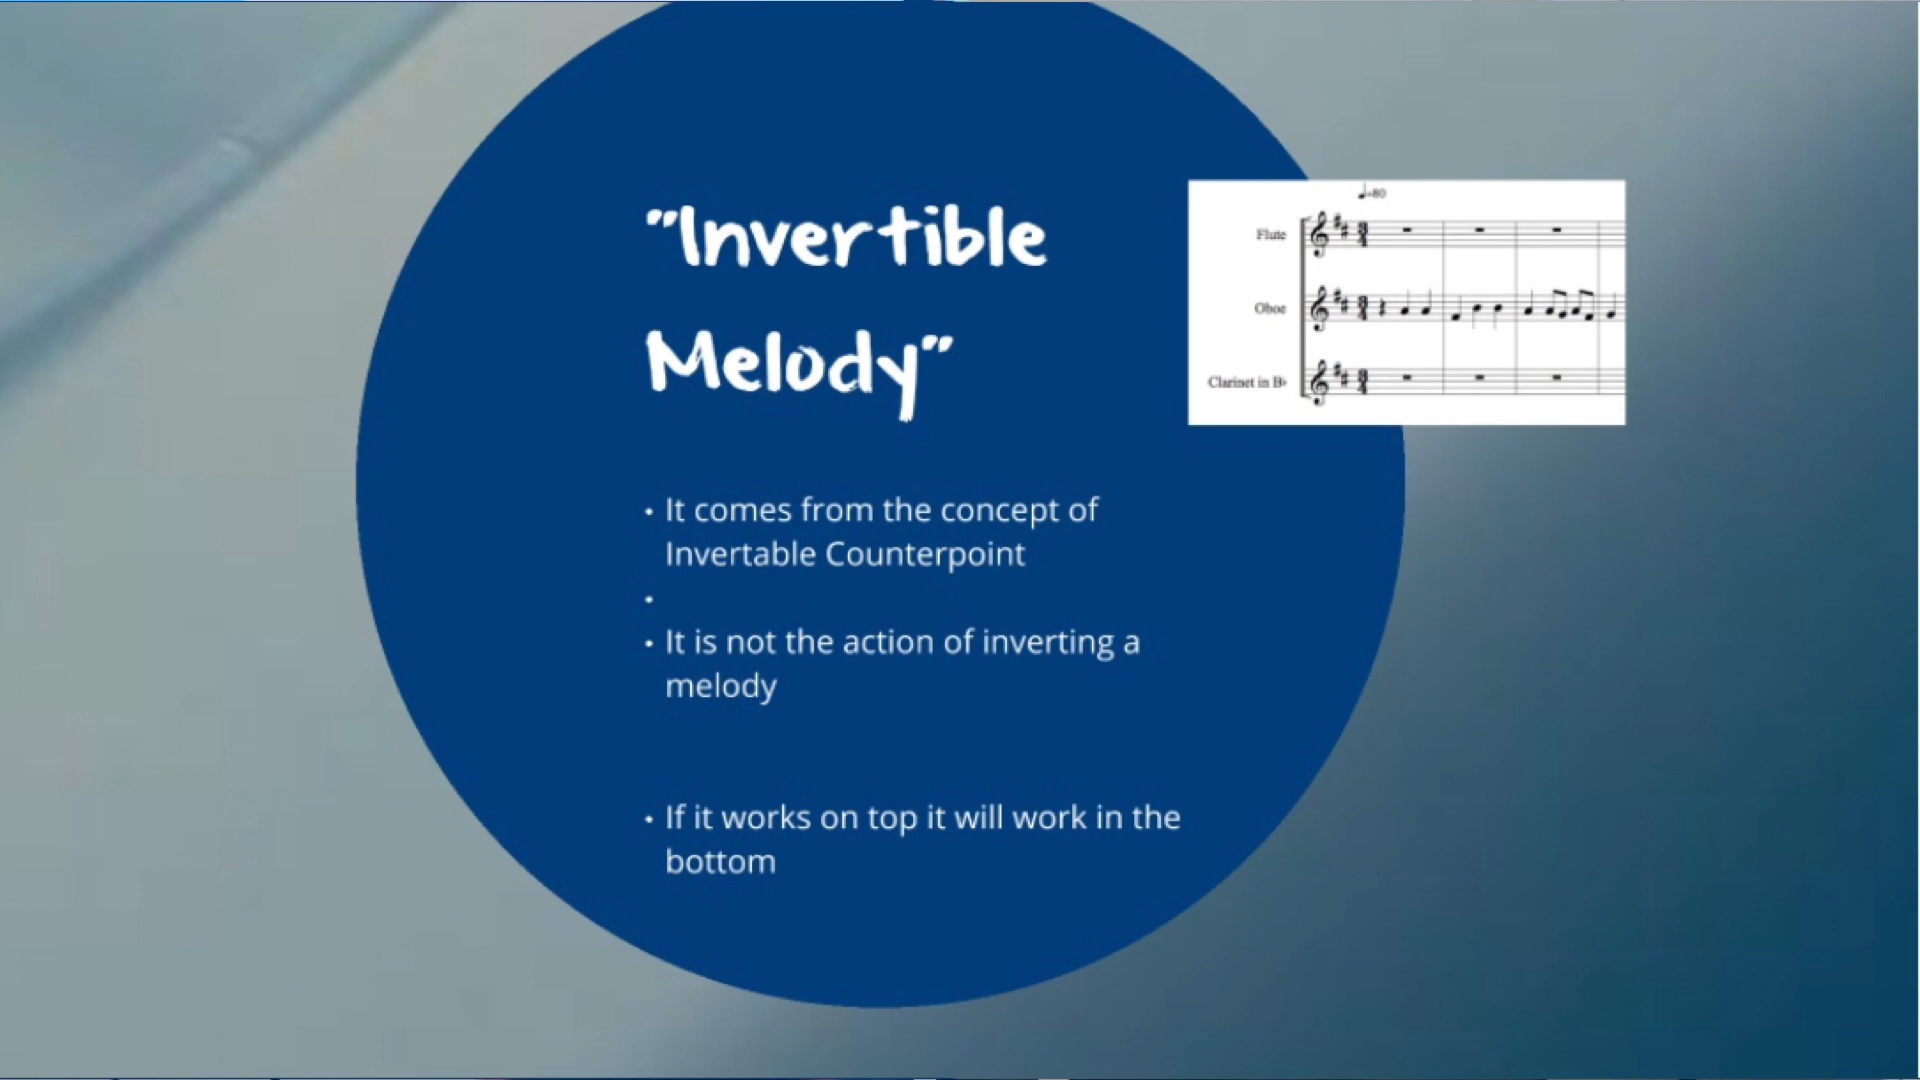 "Invertible
Melody"
=80
Flute
Oboe
Clarinet in B♭
• It comes from the concept of
Invertable Counterpoint
•
• It is not the action of inverting a
melody
• If it works on top it will work in the
bottom